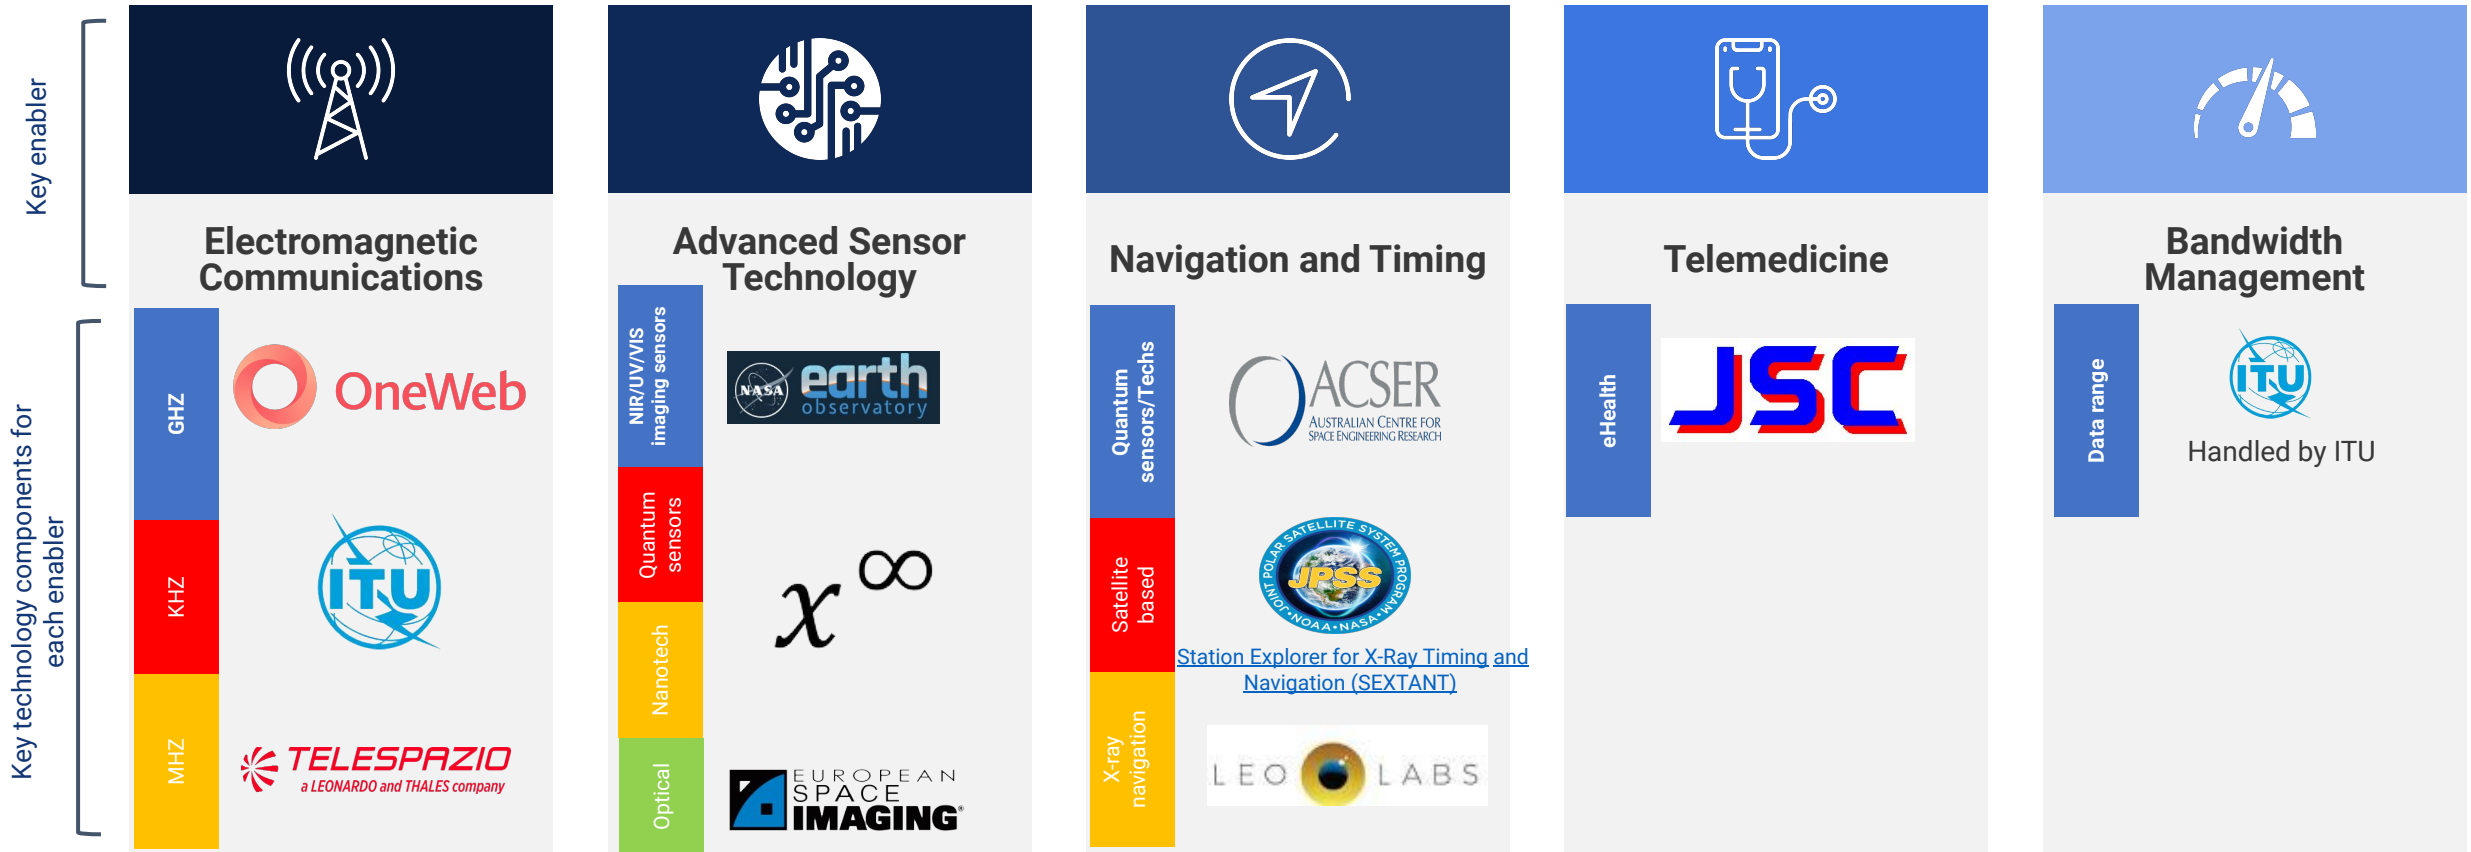 Key enabler
Key technology components for
each enabler
Electromagnetic
Communications
GHZ
OneWeb
KHZ
ITU
MHZ
TELESPAZIO
a LEONARDO and THALES company
Advanced Sensor
Technology
NIR/UV/VIS
imaging sensors
NASA
earth
observatory
Quantum
sensors
x ∞
Nanotech
Optical
EUROPEAN
SPACE
IMAGING®
Navigation and Timing
Quantum
sensors/Techs
ACSER
AUSTRALIAN CENTRE FOR
SPACE ENGINEERING RESEARCH
Satellite
based
JOINT POLAR SATELLITE SYSTEM PROGRAM
JPSS
NOAA • NASA
Station Explorer for X-Ray Timing and
Navigation (SEXTANT)
X-ray
navigation
LEO LABS
Telemedicine
eHealth
JSC
Bandwidth
Management
Data range
ITU
Handled by ITU